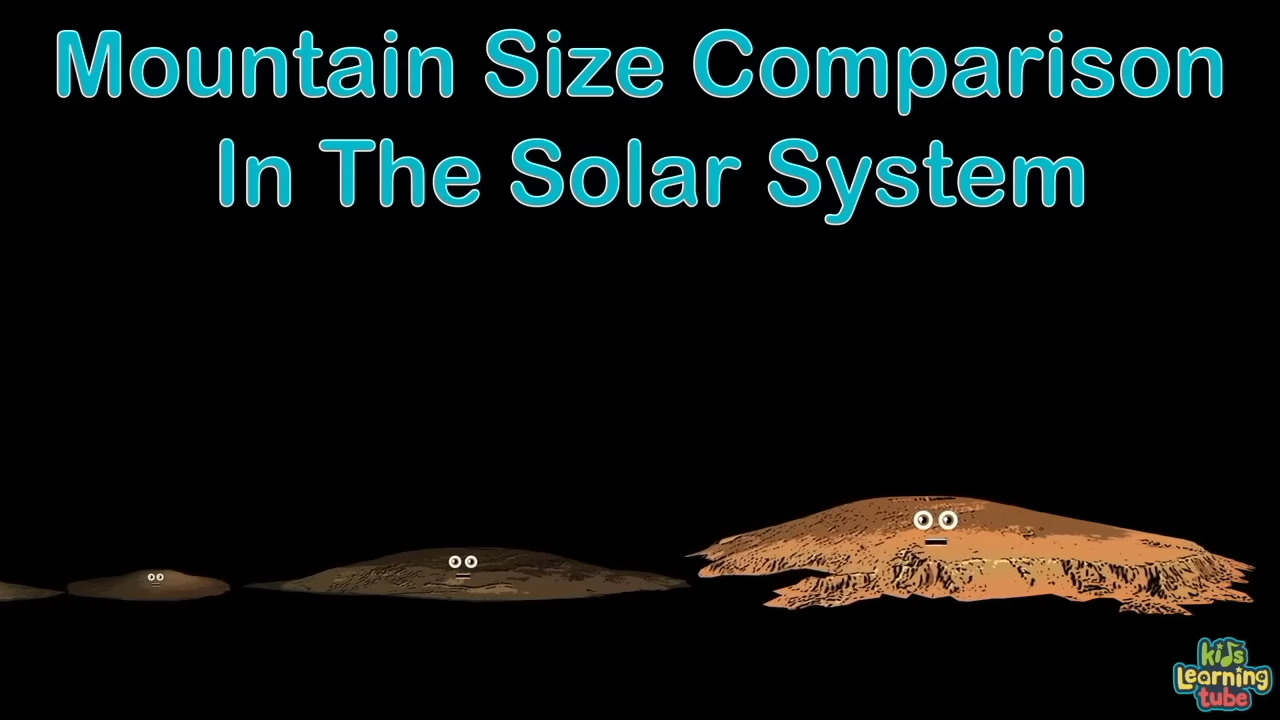 Mountain Size Comparison
In The Solar System
kids
Learning
tube